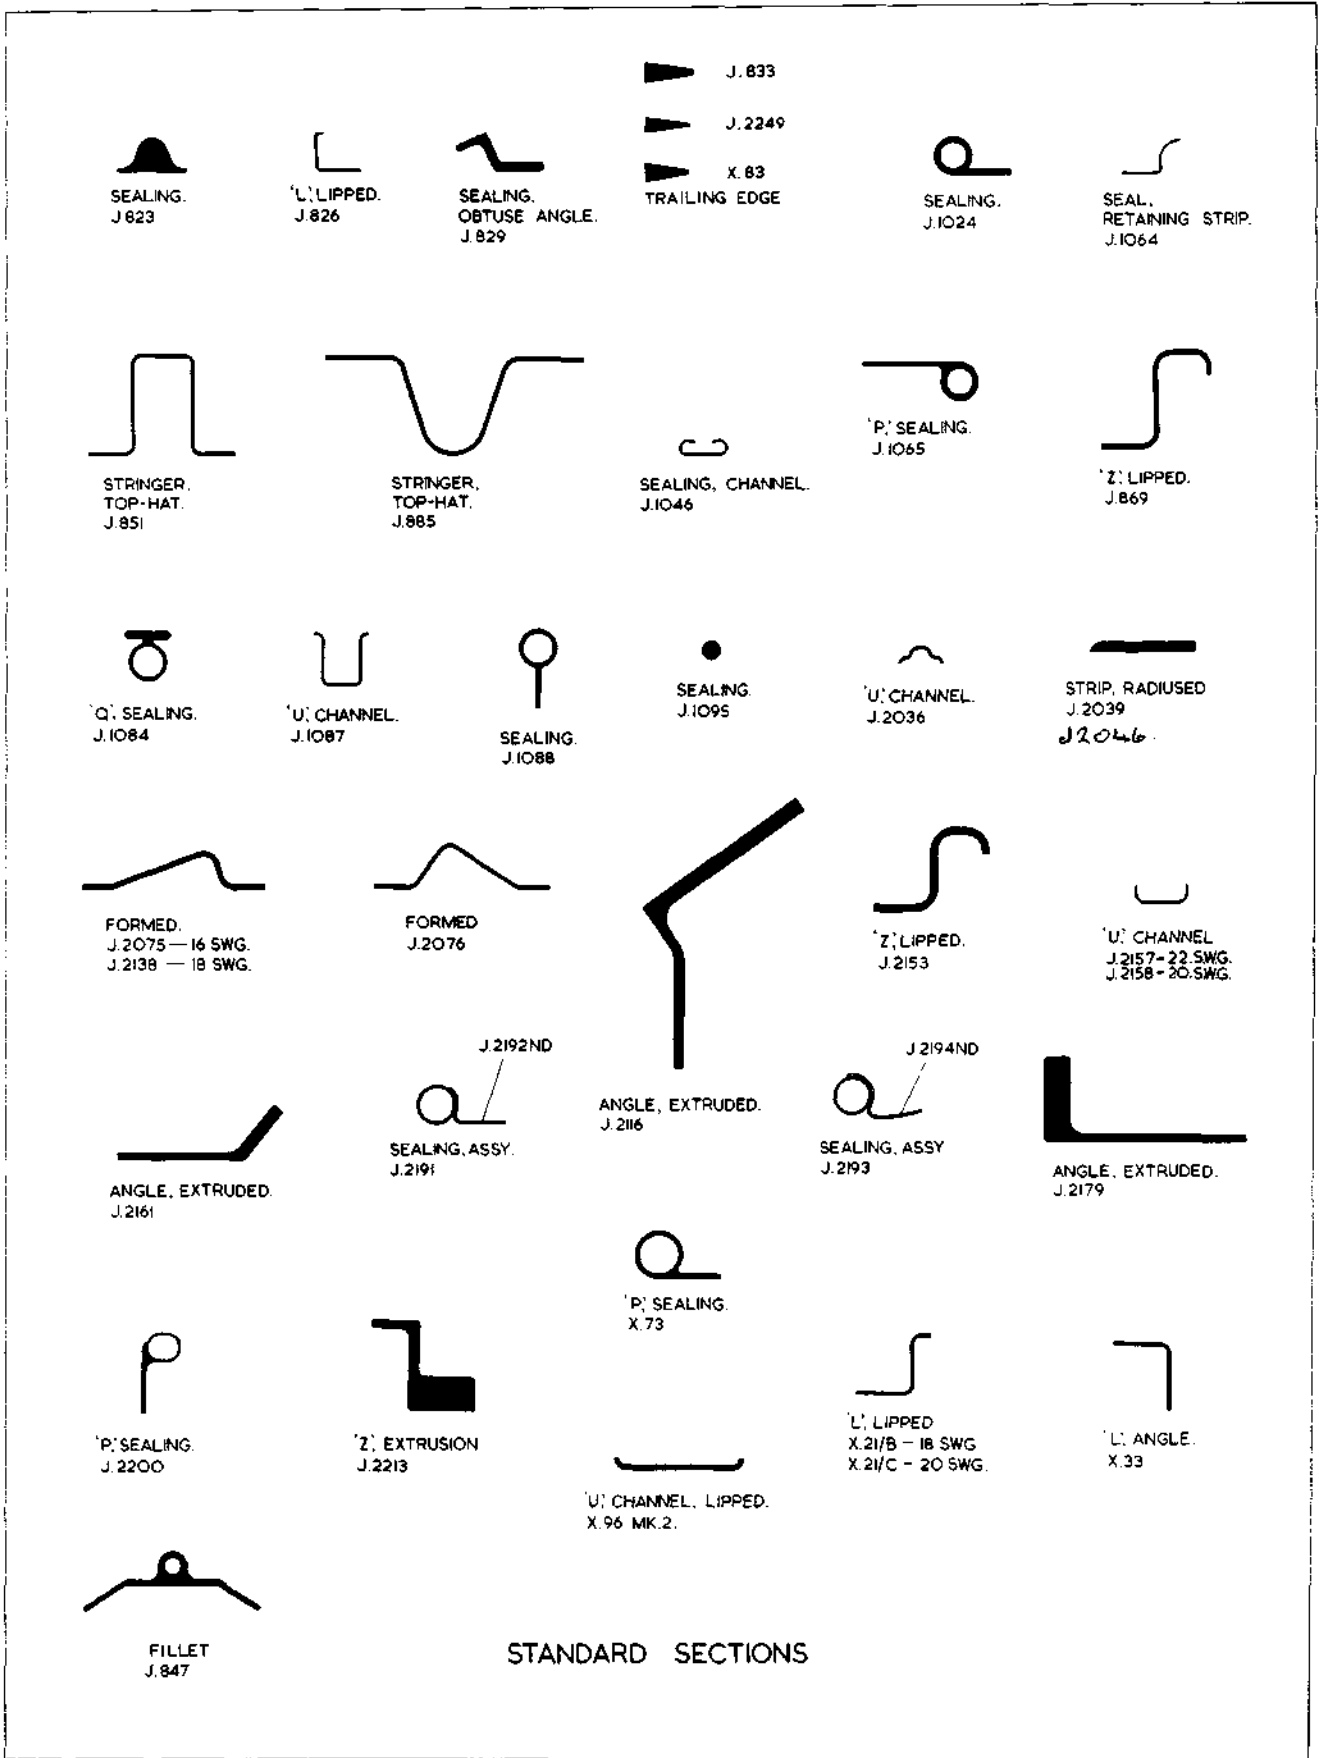 J.833
J.2249
X.83
TRAILING EDGE
SEALING.
J.823
'L', LIPPED.
J.826
SEALING.
OBTUSE ANGLE.
J.829
SEALING.
J.1024
SEAL,
RETAINING STRIP.
J.1064
STRINGER,
TOP-HAT.
J.851
STRINGER,
TOP-HAT.
J.885
SEALING, CHANNEL.
J.1046
'P', SEALING.
J.1065
'Z', LIPPED.
J.869
'Q', SEALING.
J.1084
'U', CHANNEL.
J.1087
SEALING.
J.1088
SEALING.
J.1095
'U', CHANNEL.
J.2036
STRIP, RADIUSED
J.2039
J2046.
FORMED.
J.2075 — 16 SWG.
J.2138 — 18 SWG.
FORMED
J.2076
ANGLE, EXTRUDED.
J.2116
'Z', LIPPED.
J.2153
'U', CHANNEL
J.2157-22.SWG.
J.2158-20.SWG.
ANGLE, EXTRUDED.
J.2161
J.2192ND
SEALING, ASSY.
J.2191
J.2194ND
SEALING, ASSY
J.2193
ANGLE, EXTRUDED.
J.2179
'P', SEALING.
X.73
'P', SEALING.
J.2200
'Z', EXTRUSION
J.2213
'U', CHANNEL, LIPPED.
X.96 MK.2.
'L', LIPPED
X.21/B - 18 SWG
X.21/C - 20 SWG.
'L', ANGLE.
X.33
FILLET
J.847
STANDARD SECTIONS